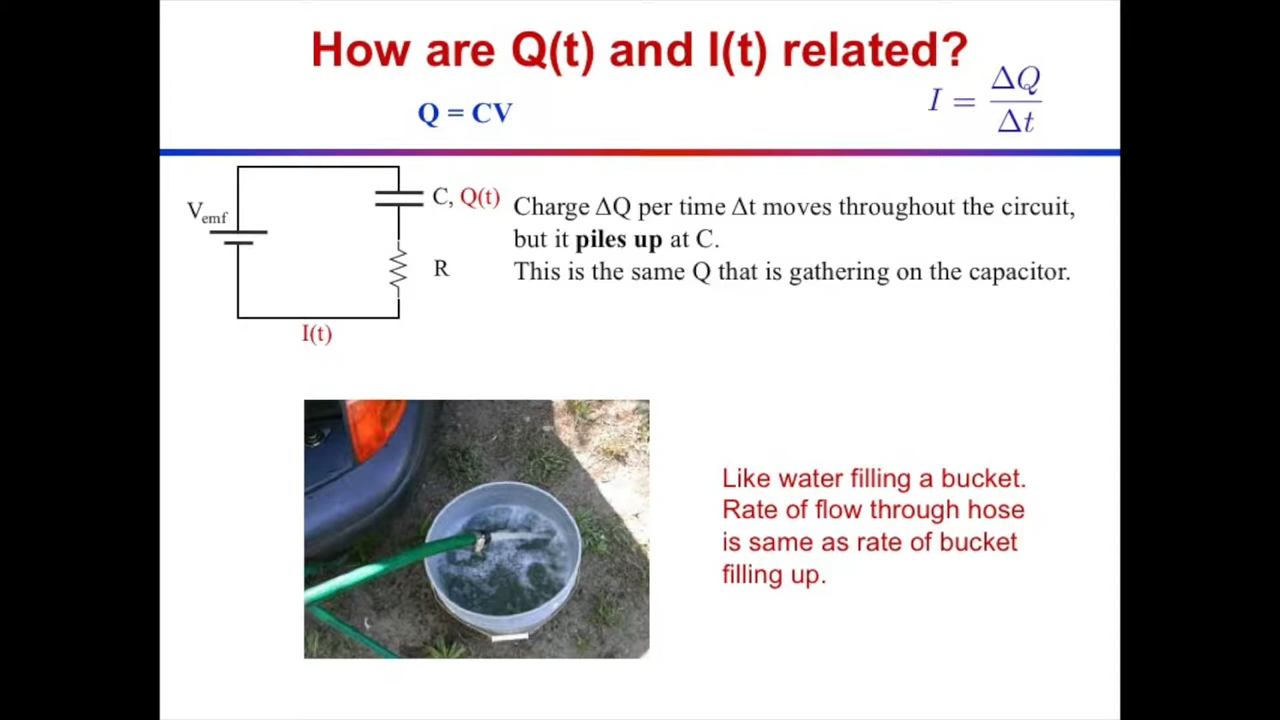 How are Q(t) and I(t) related?
Q = CV
I = ΔQ/Δt
V_emf
C, Q(t)
R
I(t)
Charge ΔQ per time Δt moves throughout the circuit,
but it piles up at C.
This is the same Q that is gathering on the capacitor.
Like water filling a bucket.
Rate of flow through hose
is same as rate of bucket
filling up.